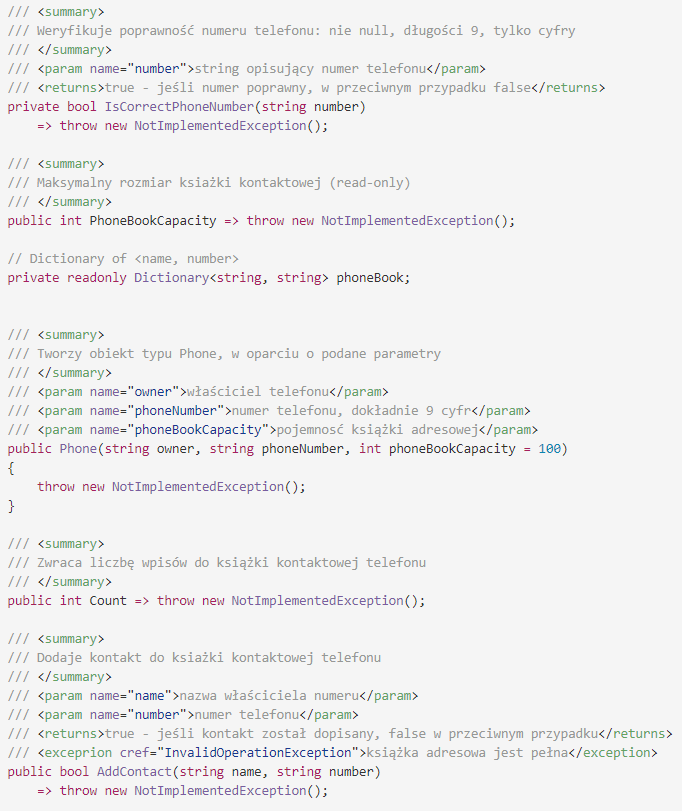 /// <summary>
/// Weryfikuje poprawność numeru telefonu: nie null, długości 9, tylko cyfry
/// </summary>
/// <param name="number">string opisujący numer telefonu</param>
/// <returns>true - jeśli numer poprawny, w przeciwnym przypadku false</returns>
private bool IsCorrectPhoneNumber(string number)
    => throw new NotImplementedException();
/// <summary>
/// Maksymalny rozmiar ksiażki kontaktowej (read-only)
/// </summary>
public int PhoneBookCapacity => throw new NotImplementedException();
// Dictionary of <name, number>
private readonly Dictionary<string, string> phoneBook;
/// <summary>
/// Tworzy obiekt typu Phone, w oparciu o podane parametry
/// </summary>
/// <param name="owner">właściciel telefonu</param>
/// <param name="phoneNumber">numer telefonu, dokładnie 9 cyfr</param>
/// <param name="phoneBookCapacity">pojemnosć książki adresowej</param>
public Phone(string owner, string phoneNumber, int phoneBookCapacity = 100)
{
    throw new NotImplementedException();
}
/// <summary>
/// Zwraca liczbę wpisów do książki kontaktowej telefonu
/// </summary>
public int Count => throw new NotImplementedException();
/// <summary>
/// Dodaje kontakt do ksiażki kontaktowej telefonu
/// </summary>
/// <param name="name">nazwa właściciela numeru</param>
/// <param name="number">numer telefonu</param>
/// <returns>true - jeśli kontakt został dopisany, false w przeciwnym przypadku</returns>
/// <exceprion cref="InvalidOperationException">książka adresowa jest pełna</exception>
public bool AddContact(string name, string number)
    => throw new NotImplementedException();